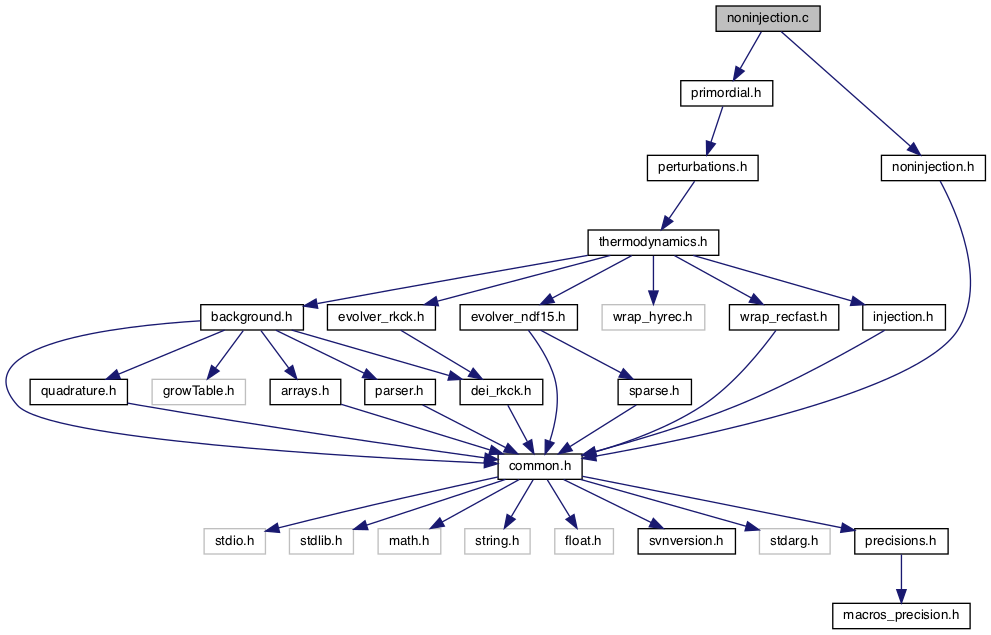 noninjection.c
primordial.h
perturbations.h
noninjection.h
thermodynamics.h
background.h
evolver_rkck.h
evolver_ndf15.h
wrap_hyrec.h
wrap_recfast.h
injection.h
quadrature.h
growTable.h
arrays.h
parser.h
dei_rkck.h
sparse.h
common.h
stdio.h
stdlib.h
math.h
string.h
float.h
svnversion.h
stdarg.h
precisions.h
macros_precision.h